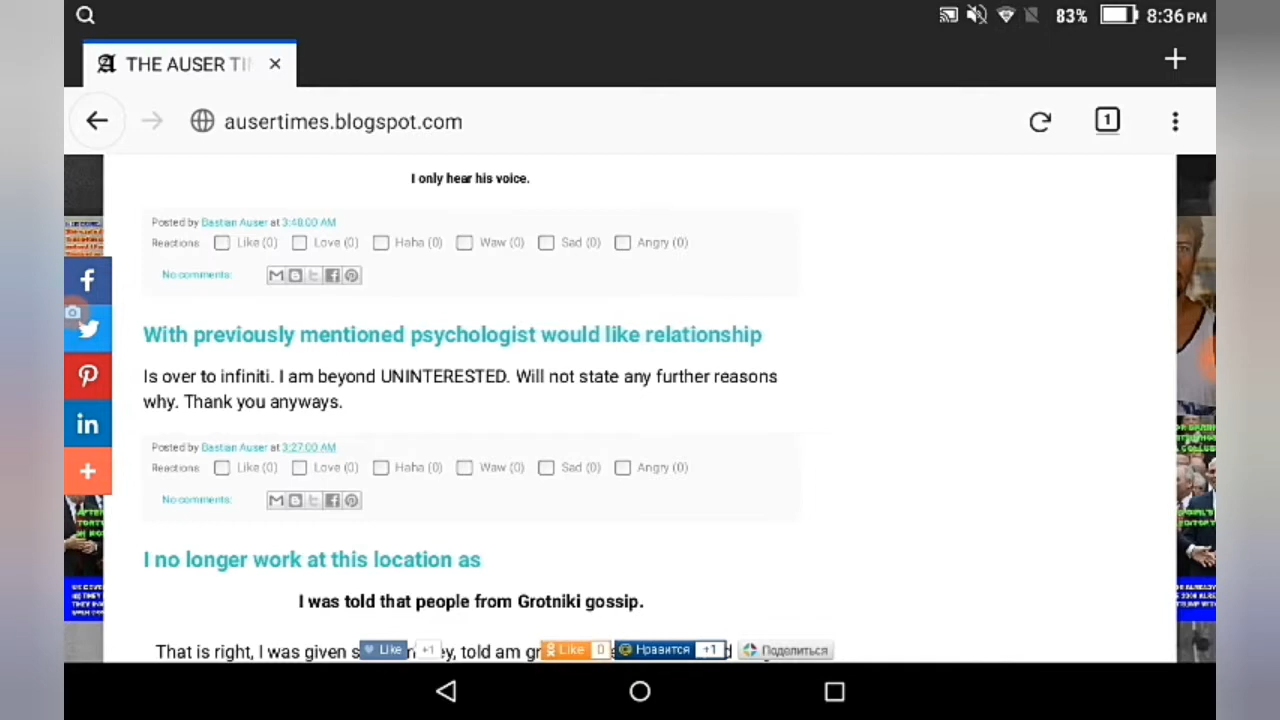 83% 8:36 PM
THE AUSER TI
ausertimes.blogspot.com
1
I only hear his voice.
Posted by Bastian Auser at 3:48:00 AM
Reactions: Like (0) Love (0) Haha (0) Waw (0) Sad (0) Angry (0)
No comments:
With previously mentioned psychologist would like relationship
Is over to infiniti. I am beyond UNINTERESTED. Will not state any further reasons
why. Thank you anyways.
Posted by Bastian Auser at 3:27:00 AM
Reactions: Like (0) Love (0) Haha (0) Waw (0) Sad (0) Angry (0)
No comments:
I no longer work at this location as
I was told that people from Grotniki gossip.
That is right, I was given
told am
Like +1 Like 0 Нравится +1 Поделиться